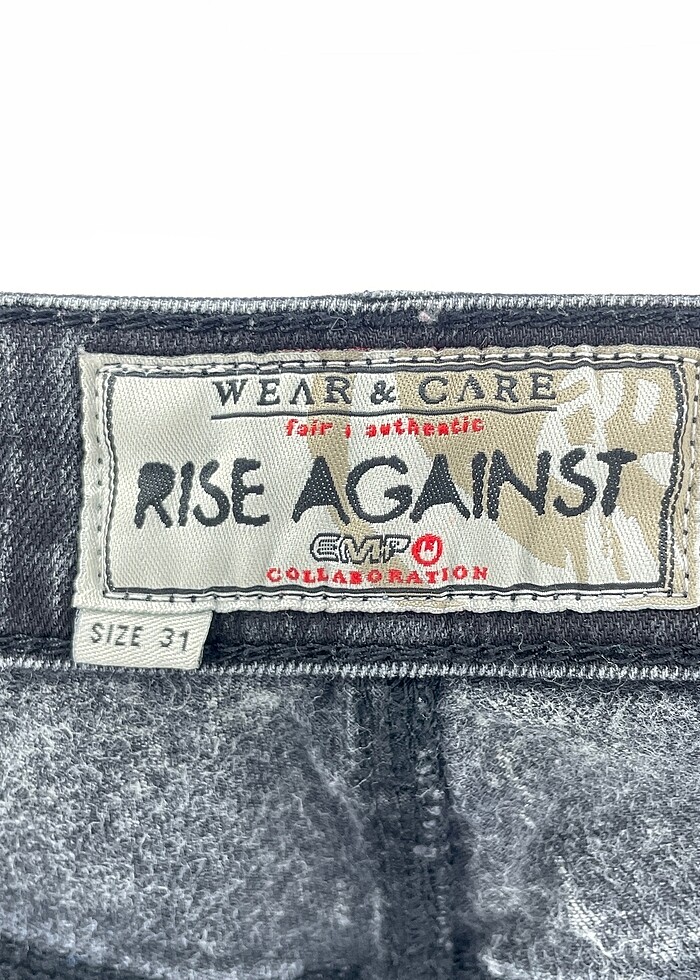 WEAR & CARE
fair & authentic
RISE AGAINST
EMP
COLLABORATION
SIZE 31